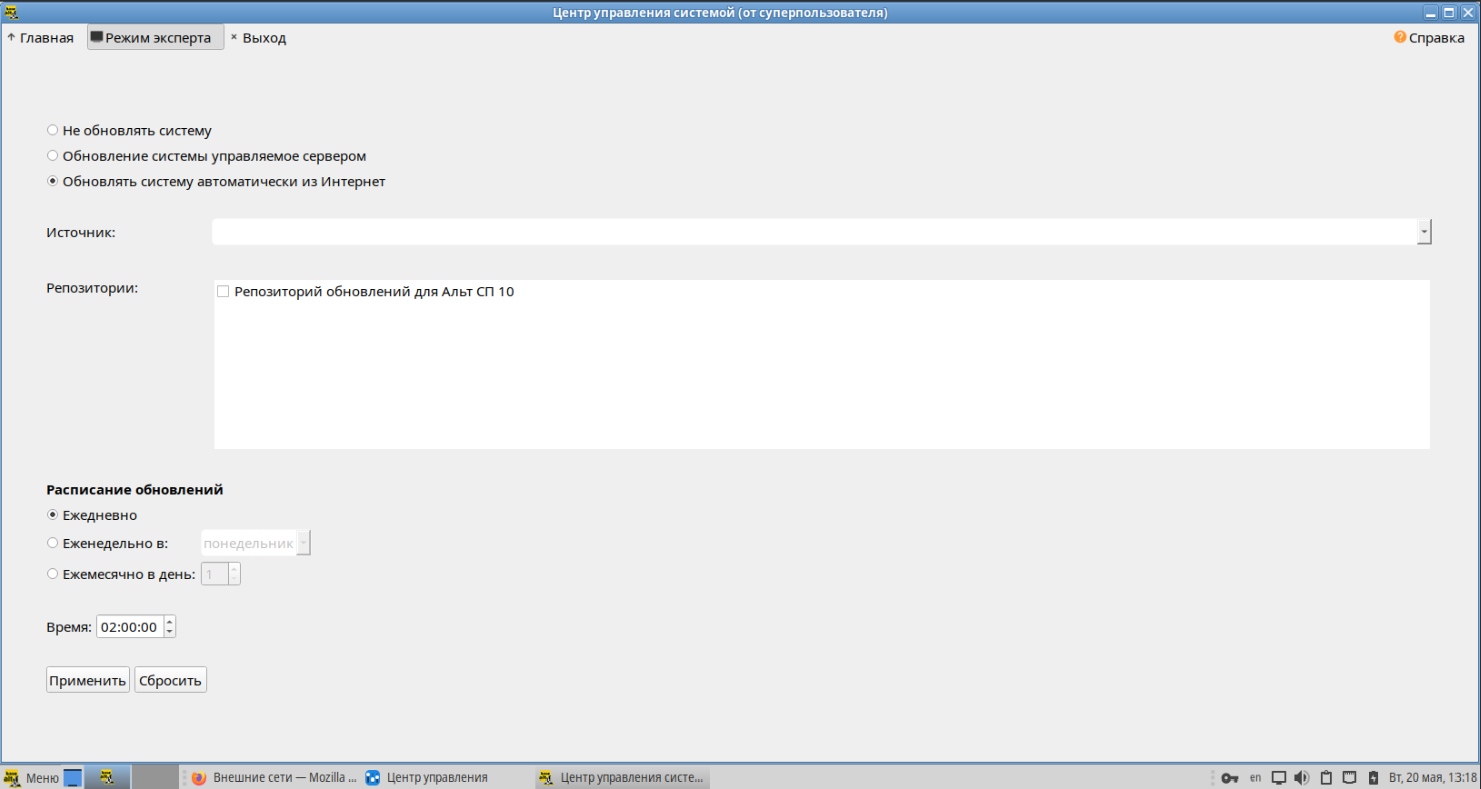 Центр управления системой (от суперпользователя)
Главная Режим эксперта Выход Справка
Не обновлять систему
Обновление системы управляемое сервером
Обновлять систему автоматически из Интернет
Источник:
Репозитории: Репозиторий обновлений для Альт СП 10
Расписание обновлений
Ежедневно
Еженедельно в: понедельник
Ежемесячно в день: 1
Время: 02:00:00
Применить Сбросить
Меню Внешние сети — Mozilla ... Центр управления Центр управления систе... en Вт, 20 мая, 13:18